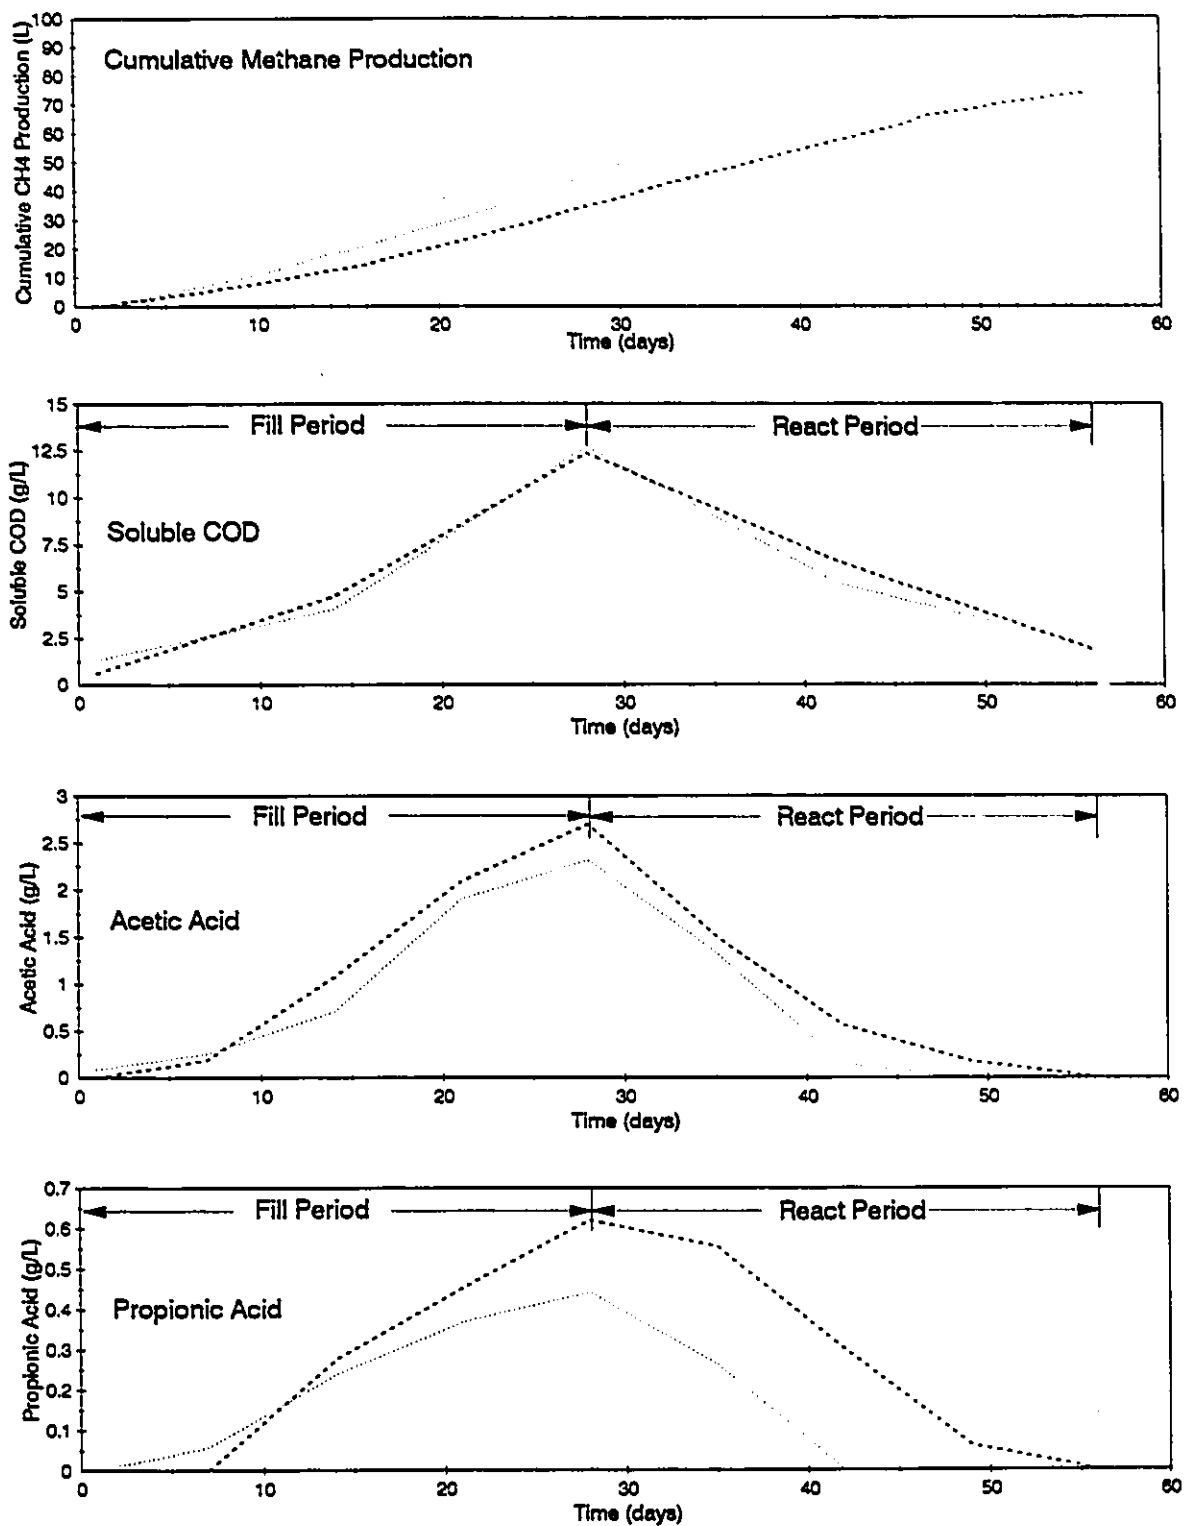 Cumulative CH4 Production (L)
100
90
80
70
60
50
40
30
20
10
0
Cumulative Methane Production
0 10 20 30 40 50 60
Time (days)
Soluble COD (g/L)
15
12.5
10
7.5
5
2.5
0
Fill Period React Period
Soluble COD
0 10 20 30 40 50 60
Time (days)
Acetic Acid (g/L)
3
2.5
2
1.5
1
0.5
0
Fill Period React Period
Acetic Acid
0 10 20 30 40 50 60
Time (days)
Propionic Acid (g/L)
0.7
0.6
0.5
0.4
0.3
0.2
0.1
0
Fill Period React Period
Propionic Acid
0 10 20 30 40 50 60
Time (days)